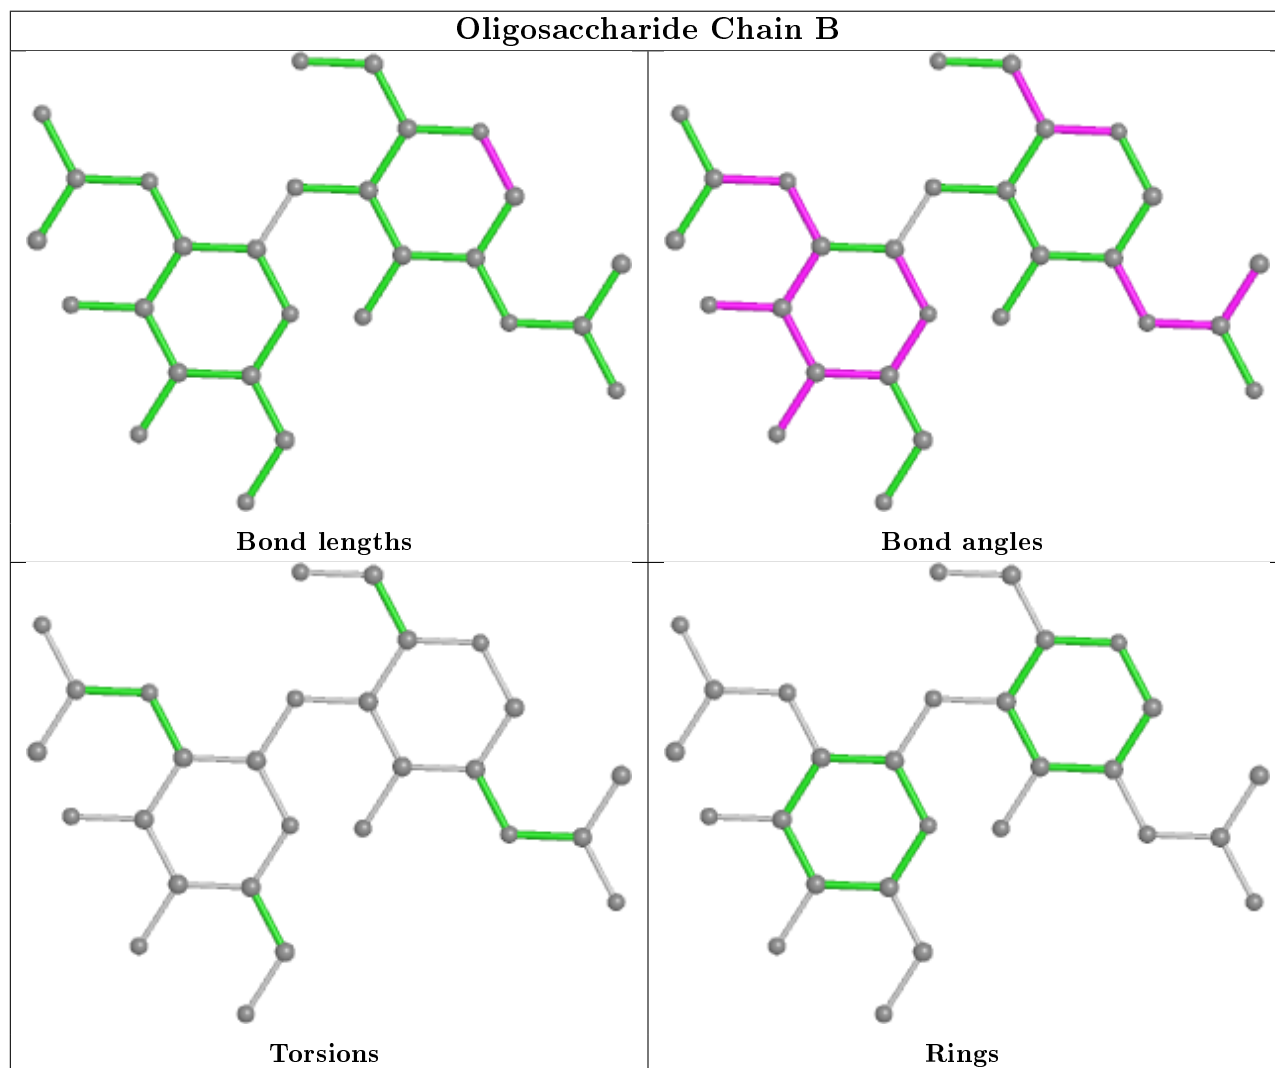 Oligosaccharide Chain B
Bond lengths
Bond angles
Torsions
Rings